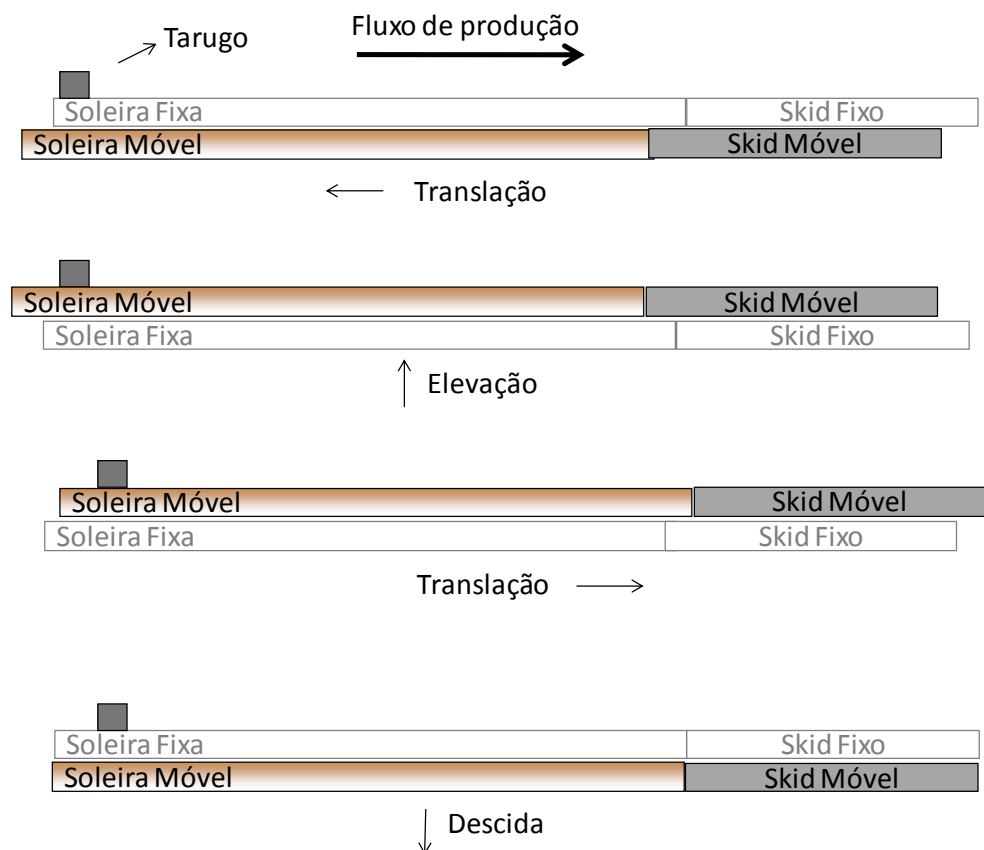 Tarugo
Fluxo de produção
Soleira Fixa
Skid Fixo
Soleira Móvel
Skid Móvel
Translação
Soleira Móvel
Skid Móvel
Soleira Fixa
Skid Fixo
Elevação
Soleira Móvel
Skid Móvel
Soleira Fixa
Skid Fixo
Translação
Soleira Fixa
Skid Fixo
Soleira Móvel
Skid Móvel
Descida